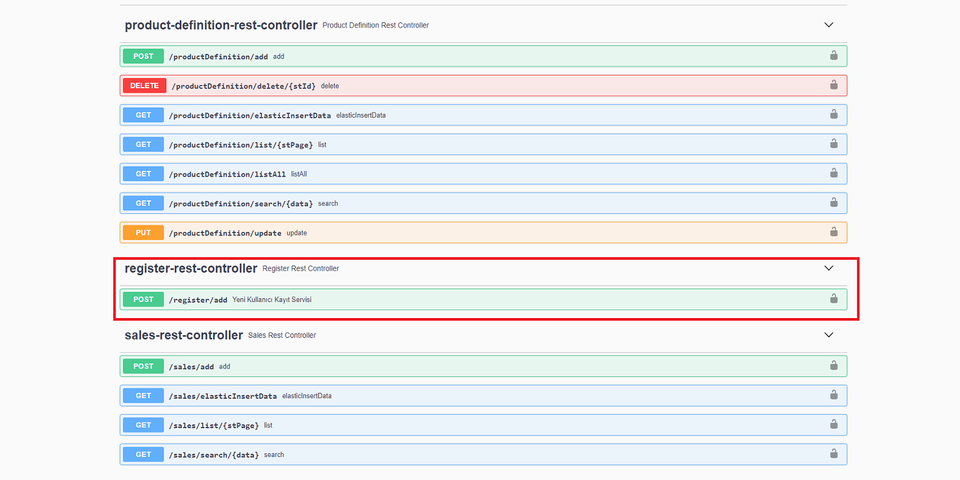 product-definition-rest-controller Product Definition Rest Controller
POST /productDefinition/add add
DELETE /productDefinition/delete/{stId} delete
GET /productDefinition/elasticInsertData elasticInsertData
GET /productDefinition/list/{stPage} list
GET /productDefinition/listAll listAll
GET /productDefinition/search/{data} search
PUT /productDefinition/update update
register-rest-controller Register Rest Controller
POST /register/add Yeni Kullanıcı Kayıt Servisi
sales-rest-controller Sales Rest Controller
POST /sales/add add
GET /sales/elasticInsertData elasticInsertData
GET /sales/list/{stPage} list
GET /sales/search/{data} search